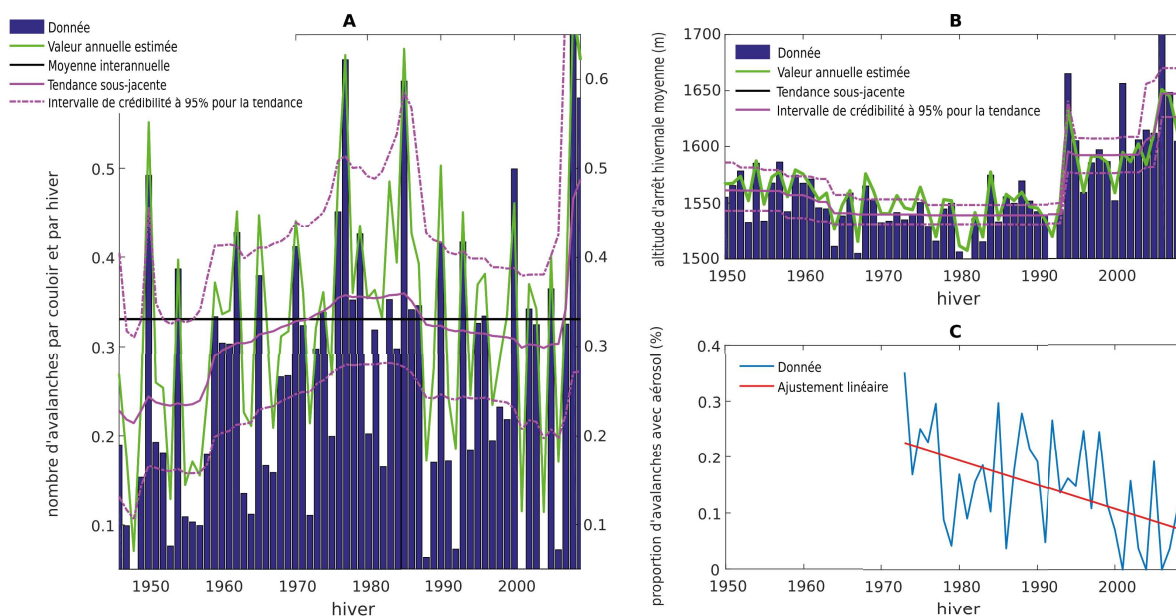 A
Donnée
Valeur annuelle estimée
Moyenne interannuelle
Tendance sous-jacente
Intervalle de crédibilité à 95% pour la tendance
nombre d'avalanches par couloir et par hiver
0.5
0.4
0.3
0.2
0.1
0.6
0.5
0.4
0.3
0.2
0.1
1950 1960 1970 1980 1990 2000
hiver
B
Donnée
Valeur annuelle estimée
Tendance sous-jacente
Intervalle de crédibilité à 95% pour la tendance
altitude d'arrêt hivernale moyenne (m)
1700
1650
1600
1550
1500
1950 1960 1970 1980 1990 2000
hiver
C
Donnée
Ajustement linéaire
proportion d'avalanches avec aérosol (%)
0.4
0.3
0.2
0.1
0
1950 1960 1970 1980 1990 2000
hiver